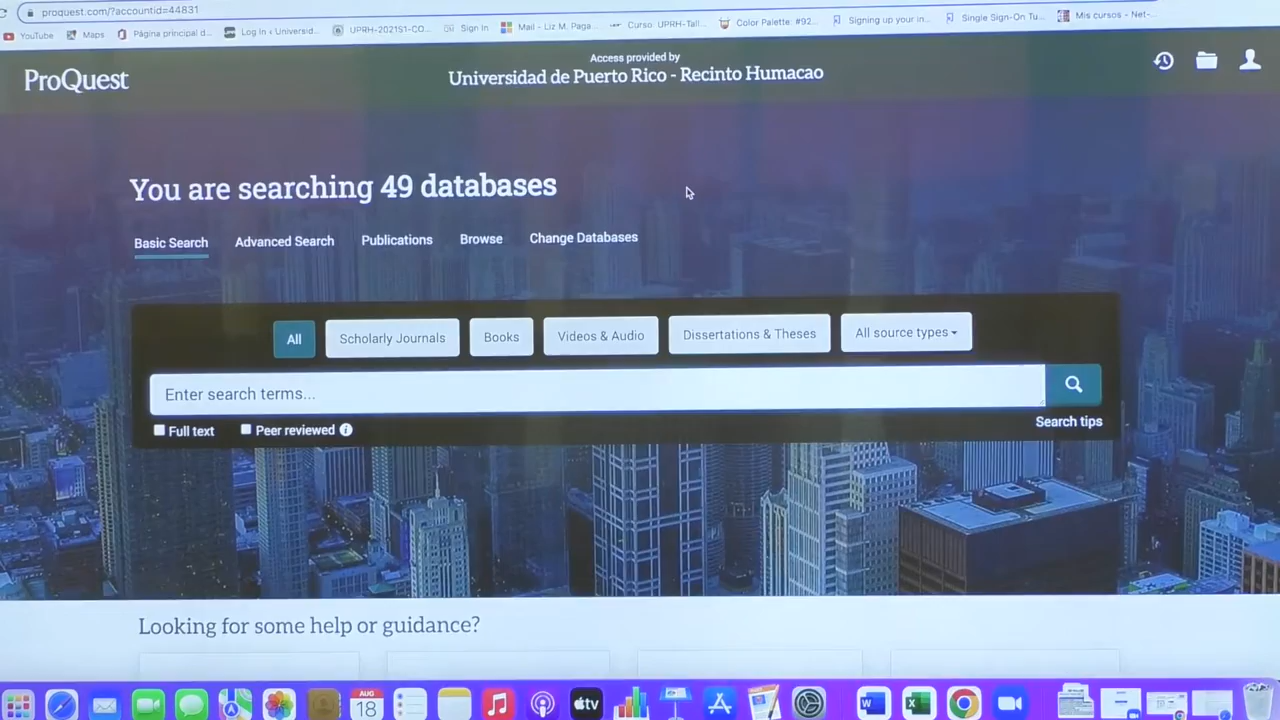 proquest.com/?accountid=44831
YouTube
Maps
Página principal d...
Log In ‹ Universid...
UPRH-2021S1-CO...
Sign In
Mail - Liz M. Paga...
Curso: UPRH-Tall...
Color Palette: #92...
Signing up your in...
Single Sign-On Tu...
Mis cursos - Net-...
ProQuest
Access provided by
Universidad de Puerto Rico - Recinto Humacao
You are searching 49 databases
Basic Search
Advanced Search
Publications
Browse
Change Databases
All
Scholarly Journals
Books
Videos & Audio
Dissertations & Theses
All source types
Enter search terms...
Full text
Peer reviewed
Search tips
Looking for some help or guidance?
AUG
18
tv
W
X